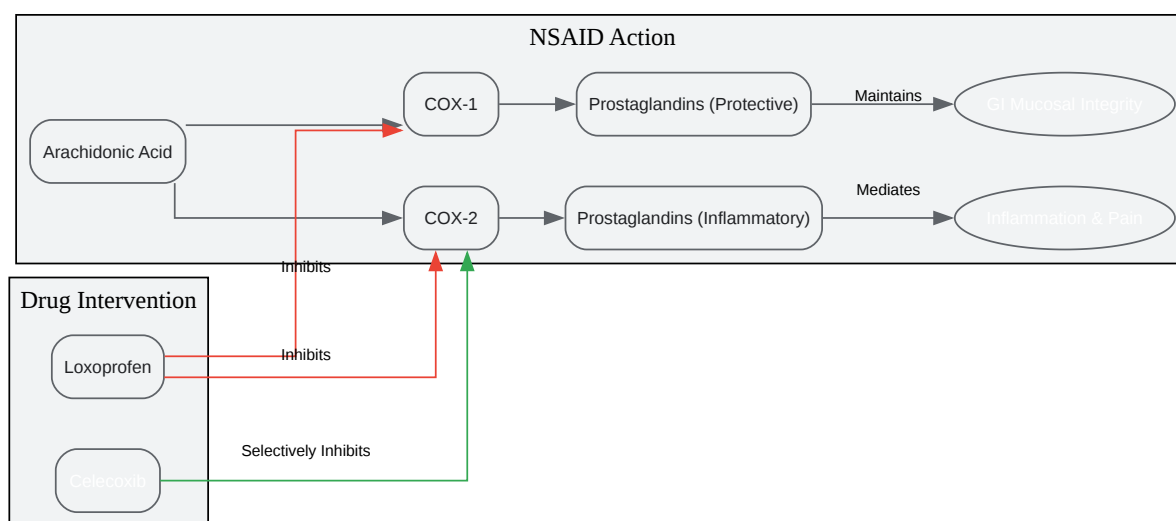 NSAID Action
COX-1
Prostaglandins (Protective)
Maintains
GI Mucosal Integrity
Arachidonic Acid
COX-2
Prostaglandins (Inflammatory)
Mediates
Inflammation & Pain
Inhibits
Drug Intervention
Inhibits
Loxoprofen
Selectively Inhibits
Celecoxib